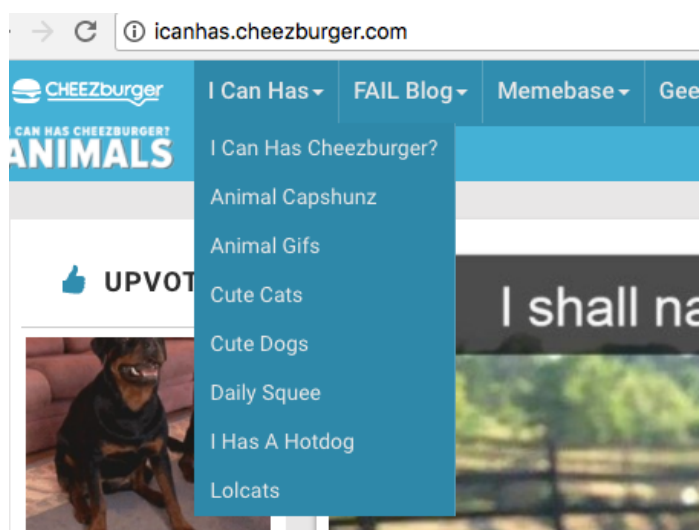 icanhas.cheezburger.com
CHEEZburger
I Can Has
FAIL Blog
Memebase
Gee
I CAN HAS CHEEZBURGER?
ANIMALS
I Can Has Cheezburger?
Animal Capshunz
Animal Gifs
Cute Cats
Cute Dogs
Daily Squee
I Has A Hotdog
Lolcats
UPVOT
I shall na